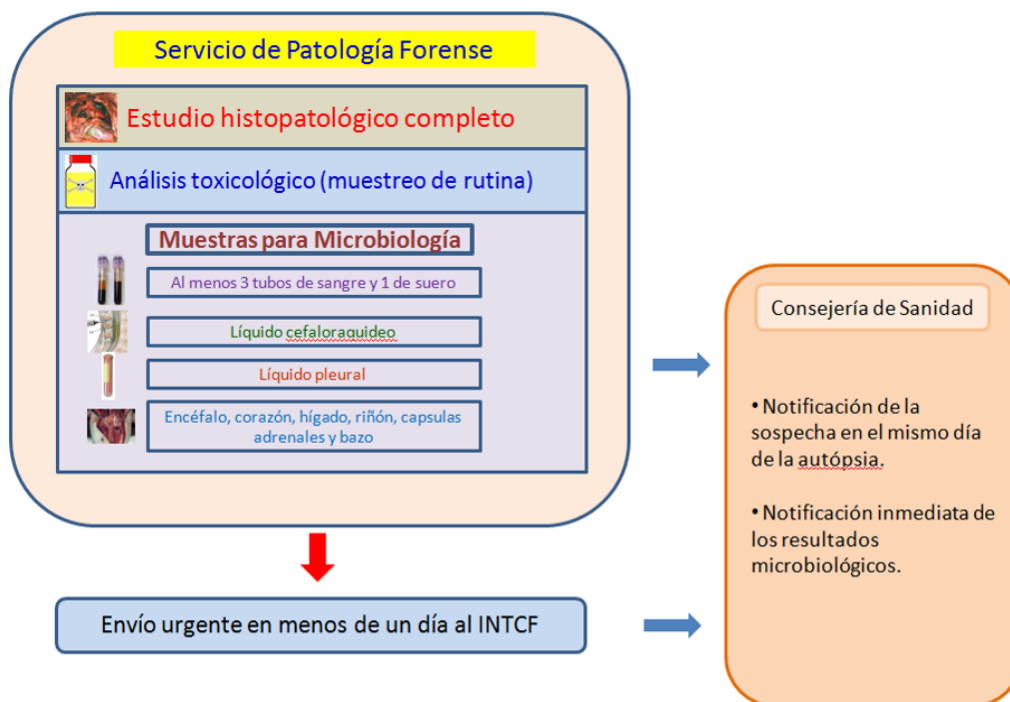 Servicio de Patología Forense
Estudio histopatológico completo
Análisis toxicológico (muestreo de rutina)
Muestras para Microbiología
Al menos 3 tubos de sangre y 1 de suero
Líquido cefaloraquideo
Líquido pleural
Encéfalo, corazón, hígado, riñón, capsulas
adrenales y bazo
Envío urgente en menos de un día al INTCF
Consejería de Sanidad
• Notificación de la
sospecha en el mismo día
de la autópsia.
• Notificación inmediata de
los resultados
microbiológicos.